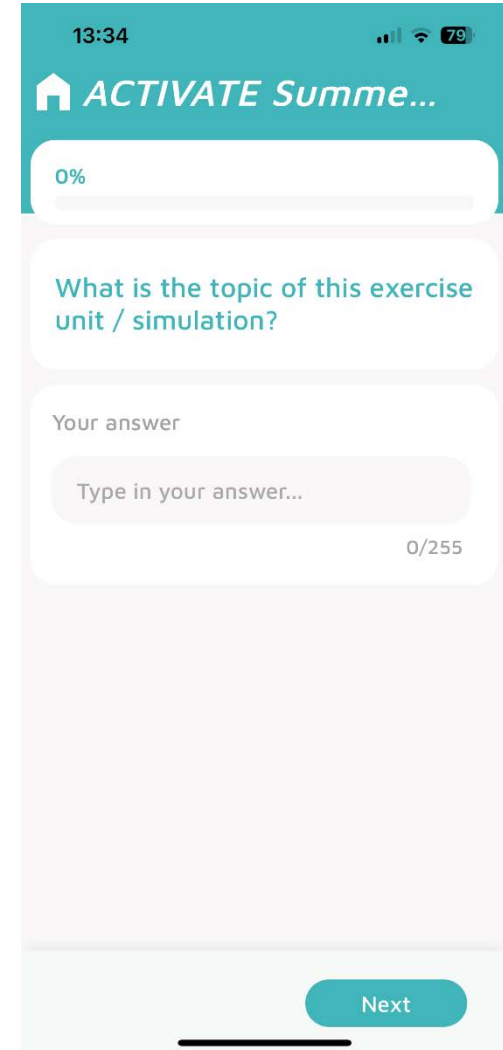 13:34
79
ACTIVATE Summe...
0%
What is the topic of this exercise
unit / simulation?
Your answer
Type in your answer...
0/255
Next